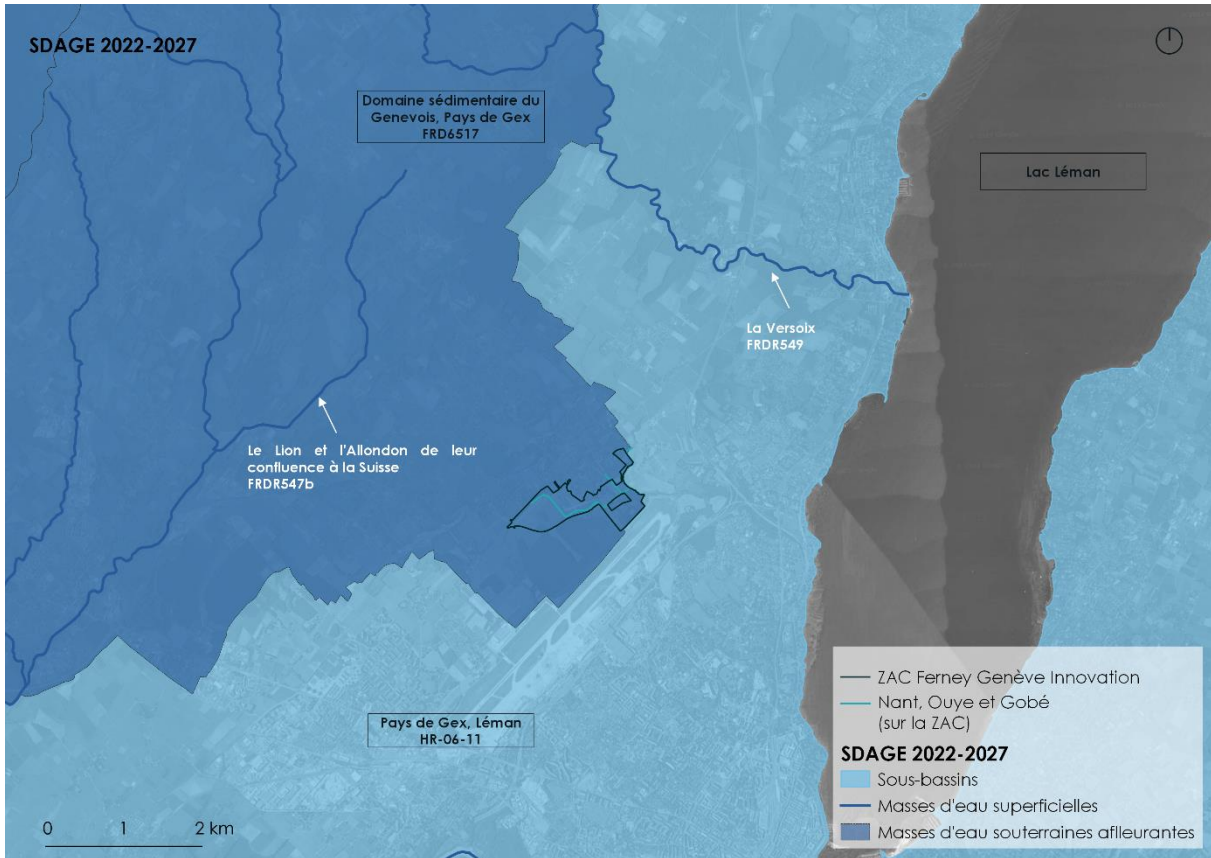 SDAGE 2022-2027
Domaine sédimentaire du
Genevois, Pays de Gex
FRD6517
Lac Léman
La Versoix
FRDR549
Le Lion et l'Allondon de leur
confluence à la Suisse
FRDR547b
Pays de Gex, Léman
HR-06-11
0 1 2 km
ZAC Ferney Genève Innovation
Nant, Ouye et Gobé
(sur la ZAC)
SDAGE 2022-2027
Sous-bassins
Masses d'eau superficielles
Masses d'eau souterraines aflleurantes